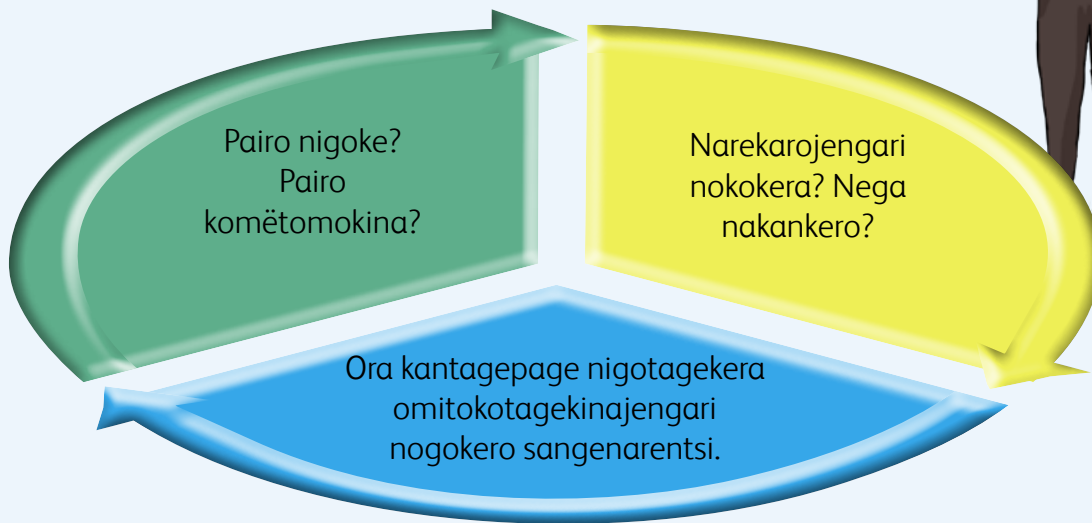 Pairo nigoke?
Pairo
komëtomokina?
Narekarojengari
nokokera? Nega
nakankero?
Ora kantagepage nigotagekera
omitokotagekinajengari
nogokero sangenarentsi.